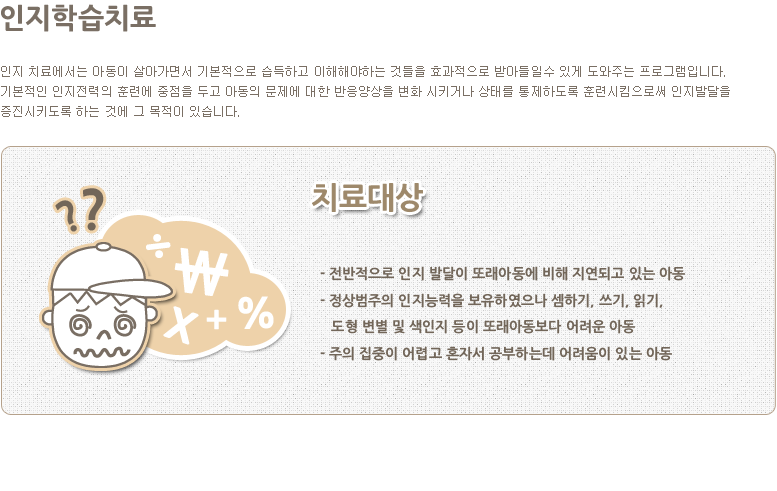 인지학습치료
인지 치료에서는 아동이 살아가면서 기본적으로 습득하고 이해해야하는 것들을 효과적으로 받아들일수 있게 도와주는 프로그램입니다.
기본적인 인지전력의 훈련에 중점을 두고 아동의 문제에 대한 반응양상을 변화 시키거나 상태를 통제하도록 훈련시킴으로써 인지발달을
증진시키도록 하는 것에 그 목적이 있습니다.
??
치료대상
÷ ₩
x + %
- 전반적으로 인지 발달이 또래아동에 비해 지연되고 있는 아동
- 정상범주의 인지능력을 보유하였으나 셈하기, 쓰기, 읽기,
도형 변별 및 색인지 등이 또래아동보다 어려운 아동
- 주의 집중이 어렵고 혼자서 공부하는데 어려움이 있는 아동